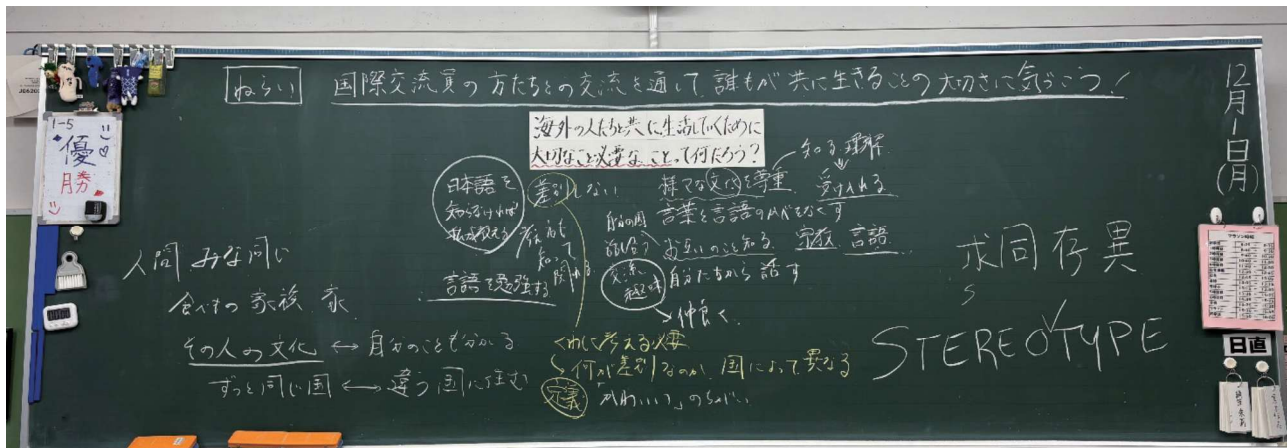 ねらい 国際交流員の方たちとの交流を通して、誰もが共に生きることの大切さに気づこう!
12月1日(月)
海外の人たちと共に生活していくために
大切なこと必要なことって何だろう?
1-5
優
勝
日本語を
知らなければ
私が教える
差別しない
様々な文化を尊重
知る 理解
受け入れる
言葉と言語のカベをなくす
自分の国
お互いのこと知る 宗教 言語
交流
趣味
自分たちから話す
仲良く
言語を勉強する
人間 みな同じ
食べもの 家族 家
その人の文化 ↔ 自分のことも分かる
ずっと同じ国 ↔ 違う国に住む
考える必要
何が差別なのか、国によって異なる
定義
「かわいい」のちがい
求同存異
S
STEREOTYPE
日直